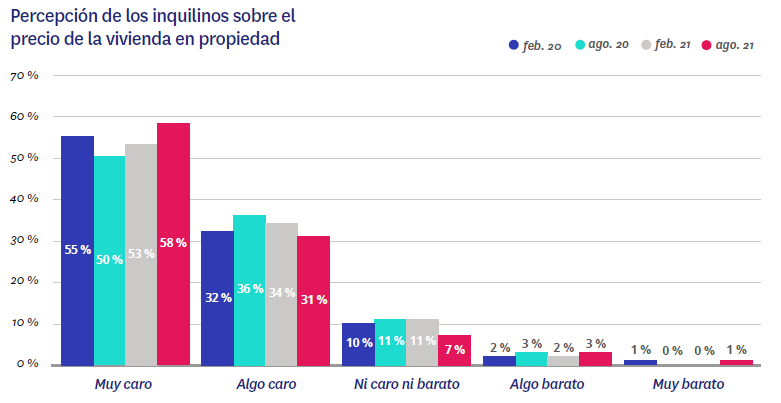 Percepción de los inquilinos sobre el
precio de la vivienda en propiedad
feb. 20 ago. 20 feb. 21 ago. 21
70 %
60 %
50 %
40 %
30 %
20 %
10 %
0 %
55 % 50 % 53 % 58 %
32 % 36 % 34 % 31 %
10 % 11 % 11 % 7 %
2 % 3 % 2 % 3 %
1 % 0 % 0 % 1 %
Muy caro Algo caro Ni caro ni barato Algo barato Muy barato